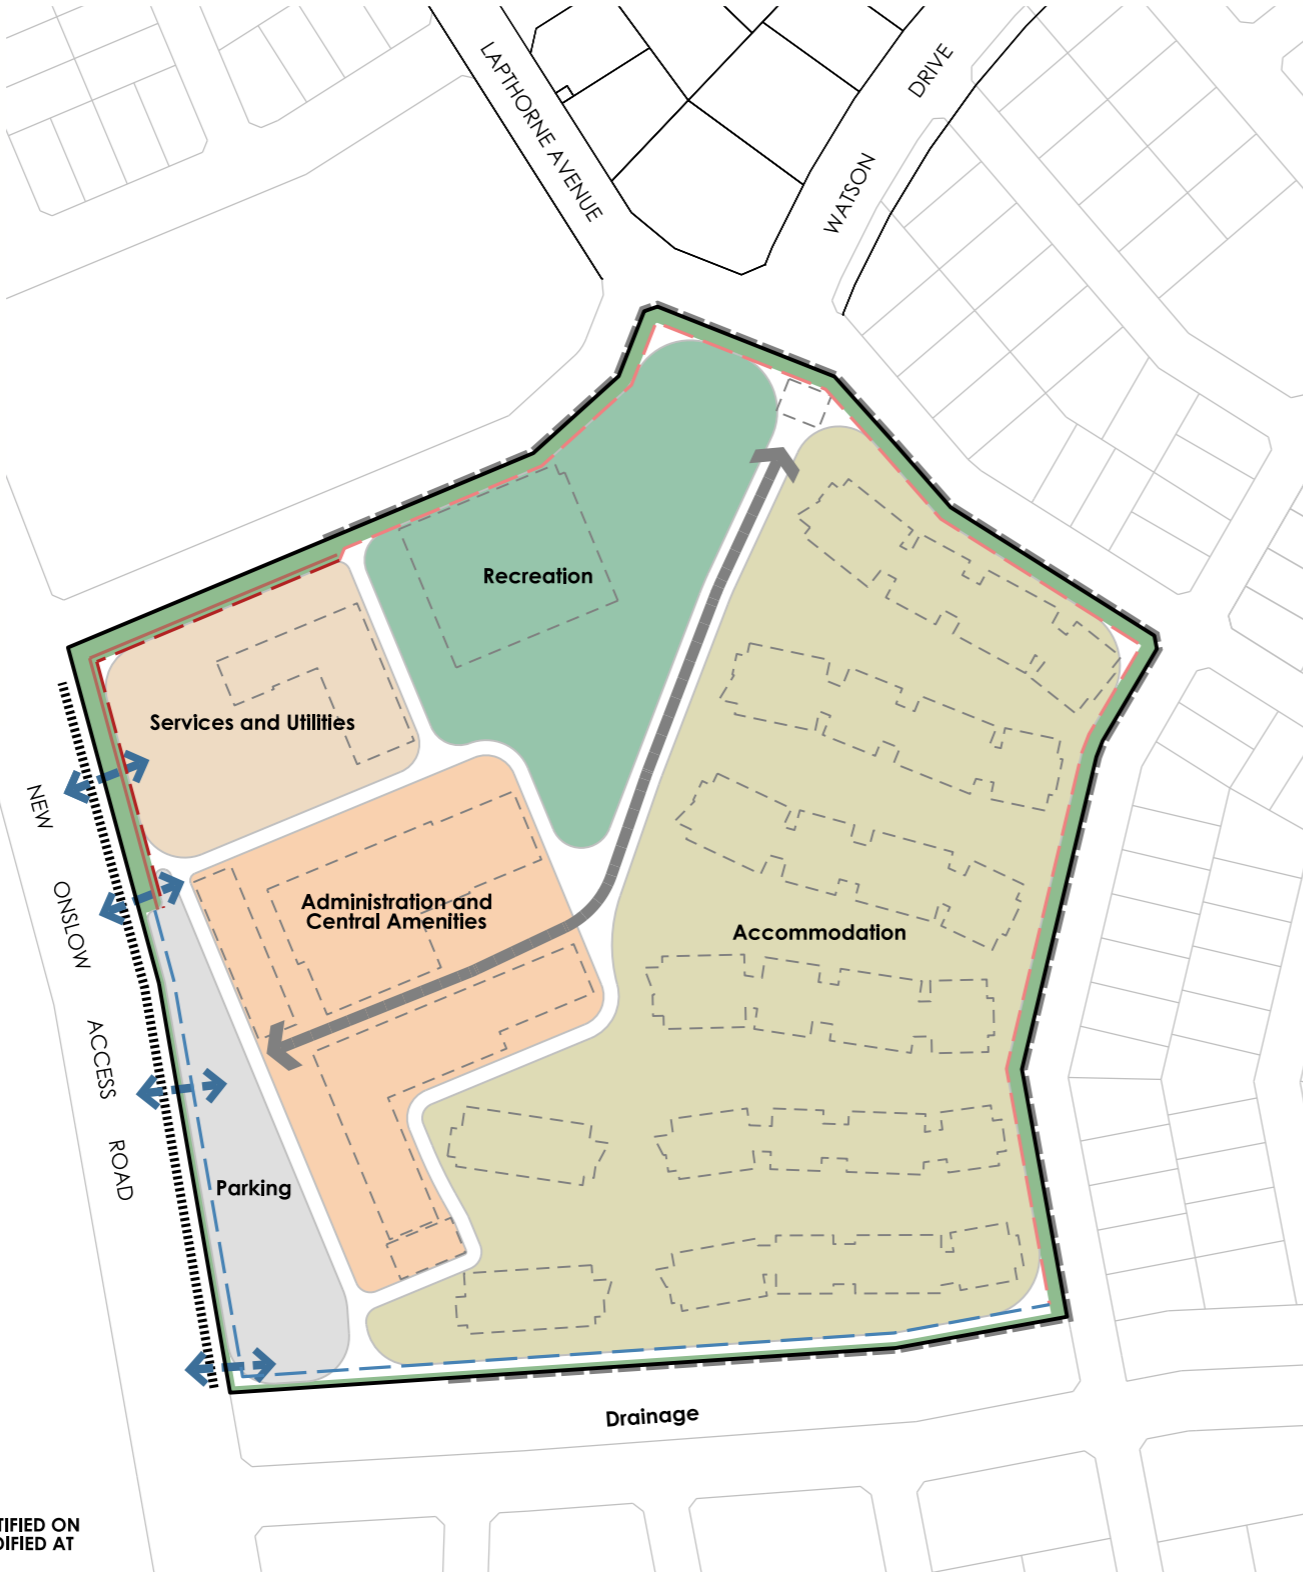 LAPTHORNE AVENUE
WATSON
DRIVE
Recreation
Services and Utilities
NEW
ONSLOW
ACCESS
ROAD
Administration and
Central Amenities
Accommodation
Parking
Drainage
TIFIED ON
DIFIED AT